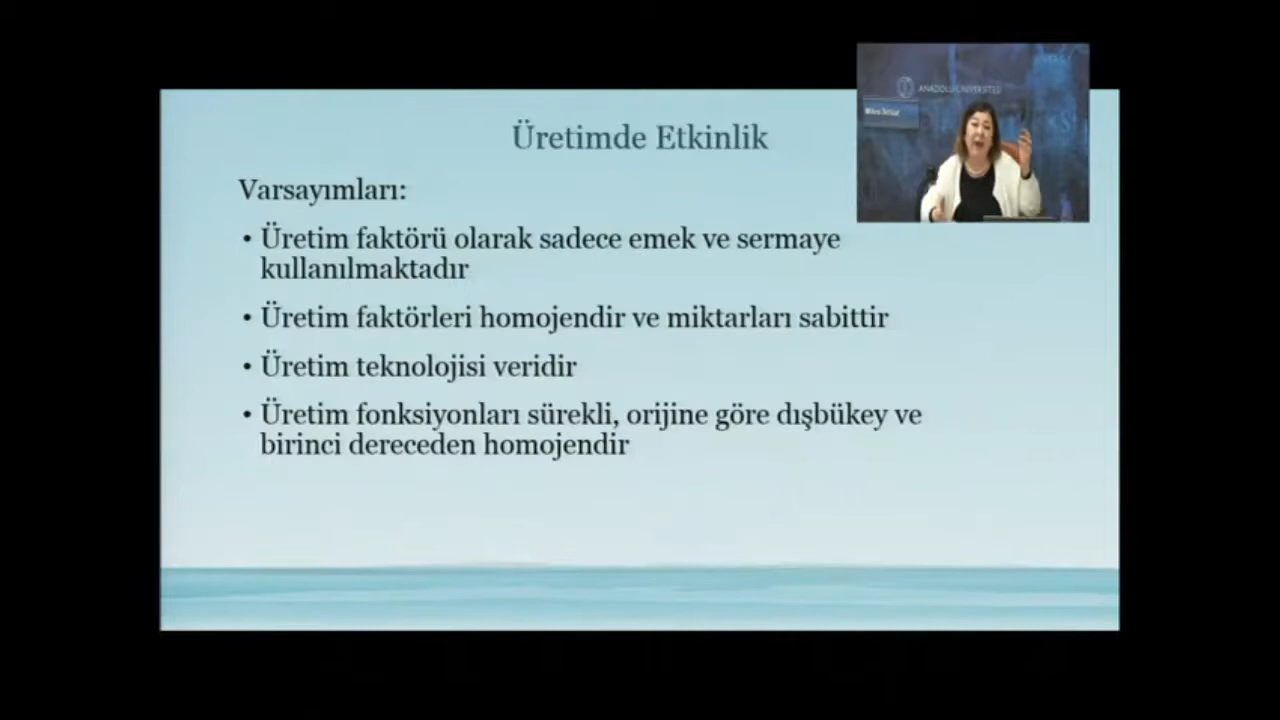 Üretimde Etkinlik
ANADOLU ÜNİVERSİTESİ
Varsayımları:
• Üretim faktörü olarak sadece emek ve sermaye
kullanılmaktadır
• Üretim faktörleri homojendir ve miktarları sabittir
• Üretim teknolojisi veridir
• Üretim fonksiyonları sürekli, orijine göre dışbükey ve
birinci dereceden homojendir